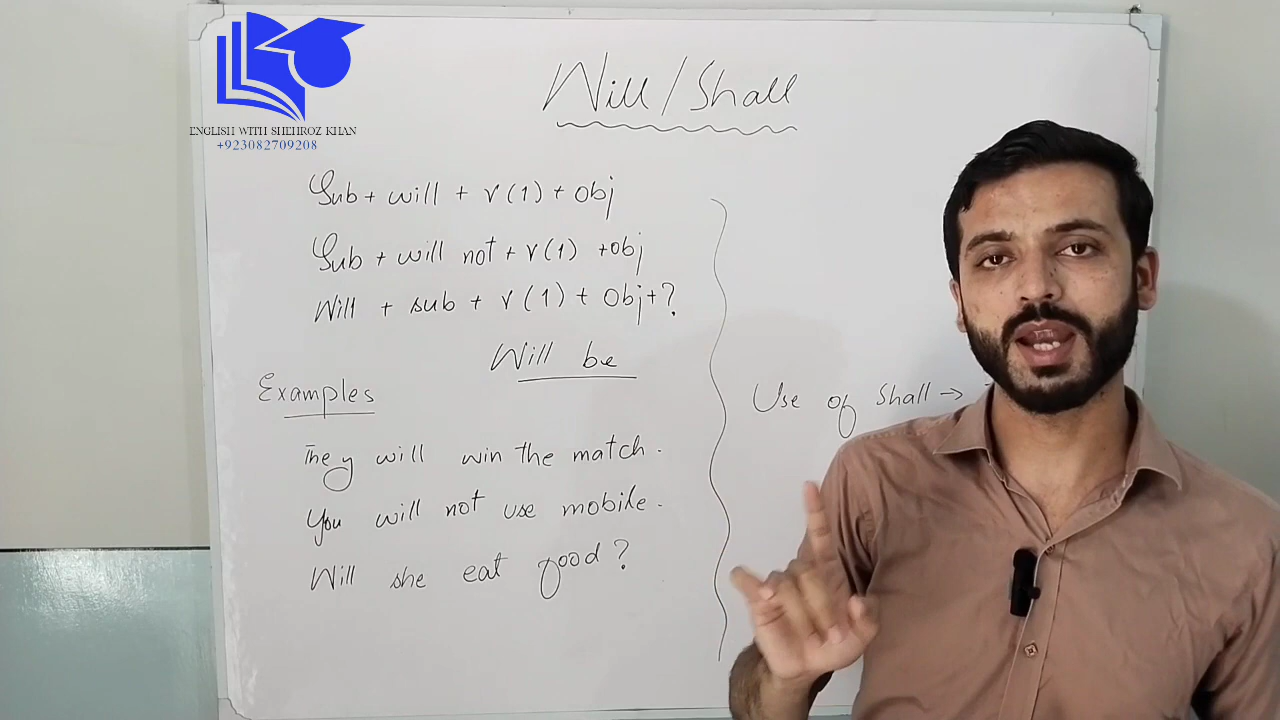 ENGLISH WITH SHEHROZ KHAN
+923082709208
Will/Shall
Sub + will + v(1) + obj
Sub + will not + v(1) + obj
Will + sub + v(1) + Obj + ?
Will be
Examples
They will win the match.
You will not use mobile.
Will she eat good?
Use of Shall →